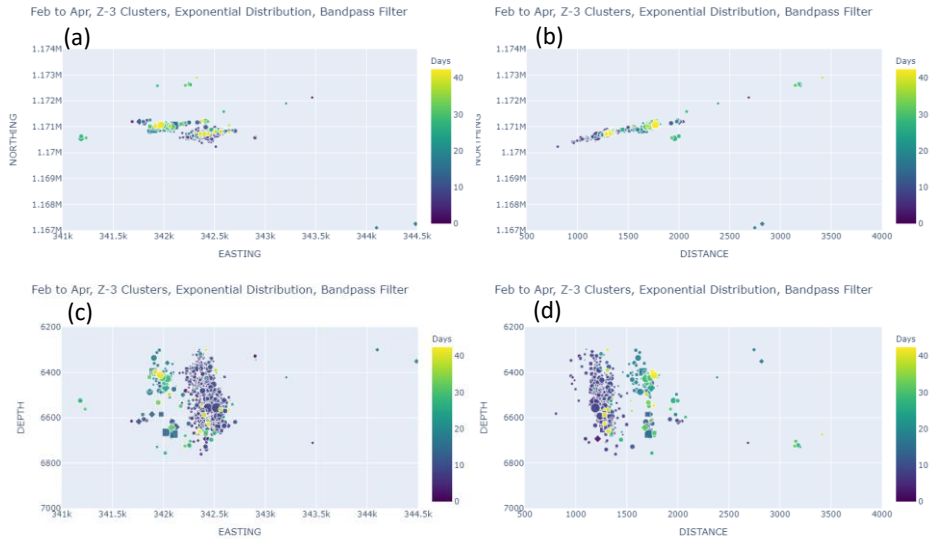 Feb to Apr, Z-3 Clusters, Exponential Distribution, Bandpass Filter
(a)
1.174M
1.173M
1.172M
1.171M
1.17M
1.169M
1.168M
1.167M
NORTHING
341k 341.5k 342k 342.5k 343k 343.5k 344k 344.5k
EASTING
Days
40
30
20
10
0
Feb to Apr, Z-3 Clusters, Exponential Distribution, Bandpass Filter
(b)
1.174M
1.173M
1.172M
1.171M
1.17M
1.169M
1.168M
1.167M
NORTHING
500 1000 1500 2000 2500 3000 3500 4000
DISTANCE
Days
40
30
20
10
0
Feb to Apr, Z-3 Clusters, Exponential Distribution, Bandpass Filter
(c)
6200
6400
6600
6800
7000
DEPTH
341k 341.5k 342k 342.5k 343k 343.5k 344k 344.5k
EASTING
Days
40
30
20
10
0
Feb to Apr, Z-3 Clusters, Exponential Distribution, Bandpass Filter
(d)
6200
6400
6600
6800
7000
DEPTH
500 1000 1500 2000 2500 3000 3500 4000
DISTANCE
Days
40
30
20
10
0